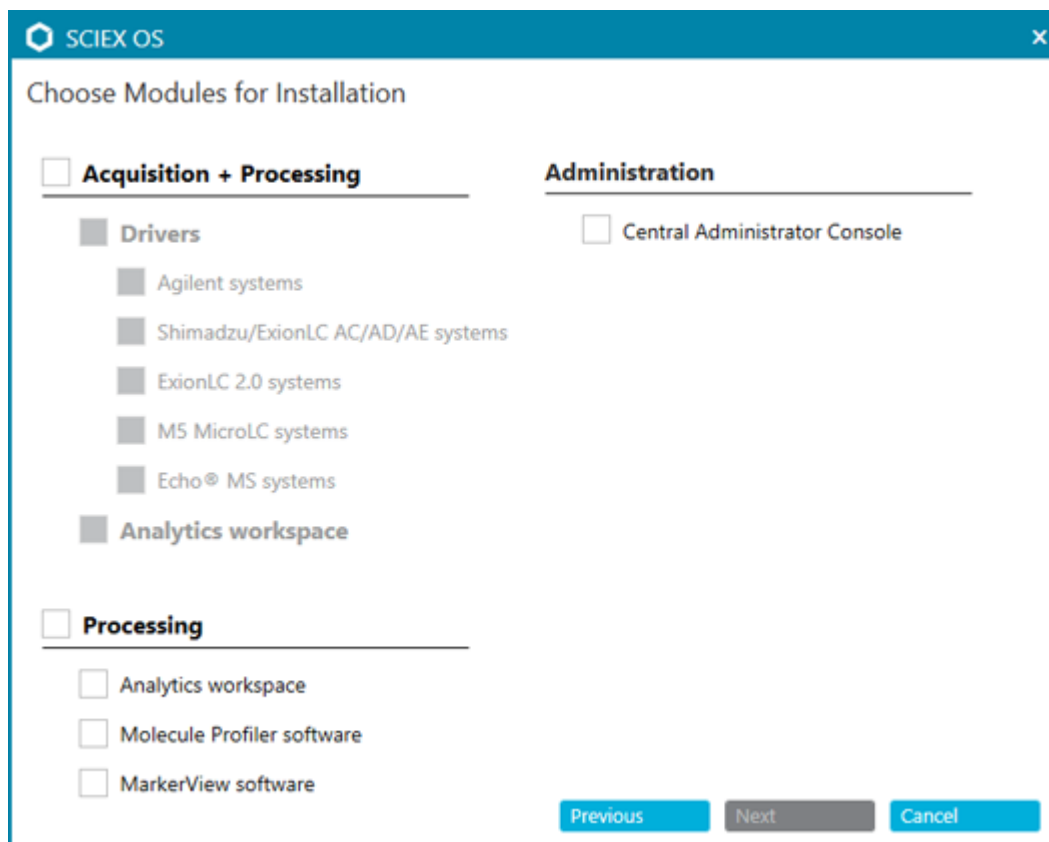 SCIEX OS
Choose Modules for Installation
Acquisition + Processing
Drivers
Agilent systems
Shimadzu/ExionLC AC/AD/AE systems
ExionLC 2.0 systems
M5 MicroLC systems
Echo® MS systems
Analytics workspace
Processing
Analytics workspace
Molecule Profiler software
MarkerView software
Administration
Central Administrator Console
Previous
Next
Cancel